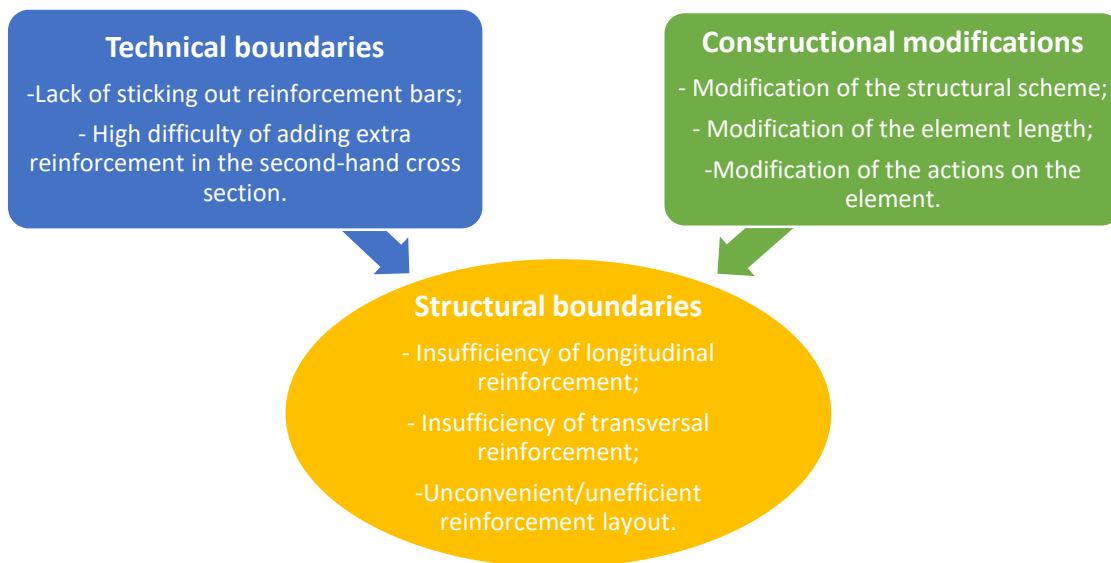 Technical boundaries
-Lack of sticking out reinforcement bars;
- High difficulty of adding extra
reinforcement in the second-hand cross
section.
Constructional modifications
- Modification of the structural scheme;
- Modification of the element length;
-Modification of the actions on the
element.
Structural boundaries
- Insufficiency of longitudinal
reinforcement;
- Insufficiency of transversal
reinforcement;
-Unconvenient/unefficient
reinforcement layout.